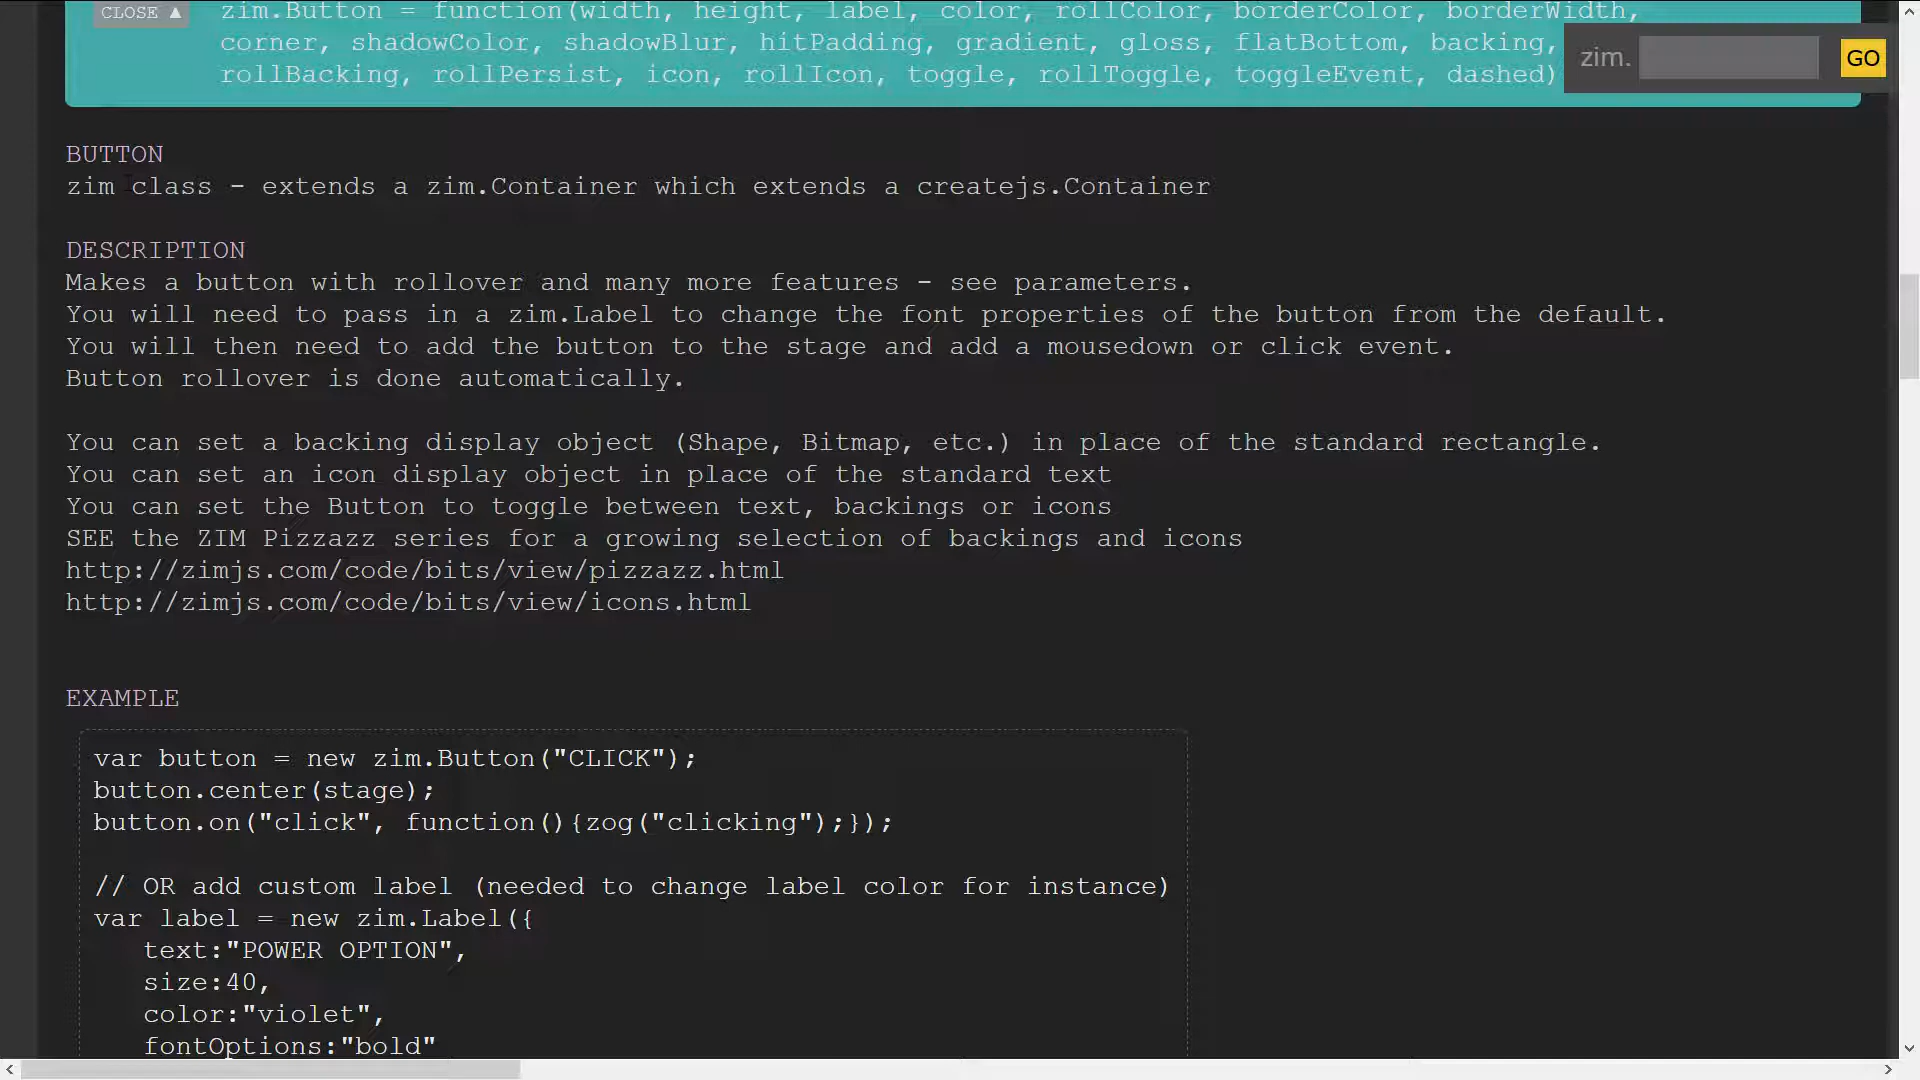 CLOSE ▲
zim.Button = function(width, height, label, color, rollColor, borderColor, borderWidth,
corner, shadowColor, shadowBlur, hitPadding, gradient, gloss, flatBottom, backing,
rollBacking, rollPersist, icon, rollIcon, toggle, rollToggle, toggleEvent, dashed)
zim.
GO
BUTTON
zim class - extends a zim.Container which extends a createjs.Container
DESCRIPTION
Makes a button with rollover and many more features - see parameters.
You will need to pass in a zim.Label to change the font properties of the button from the default.
You will then need to add the button to the stage and add a mousedown or click event.
Button rollover is done automatically.
You can set a backing display object (Shape, Bitmap, etc.) in place of the standard rectangle.
You can set an icon display object in place of the standard text
You can set the Button to toggle between text, backings or icons
SEE the ZIM Pizzazz series for a growing selection of backings and icons
http://zimjs.com/code/bits/view/pizzazz.html
http://zimjs.com/code/bits/view/icons.html
EXAMPLE
var button = new zim.Button("CLICK");
button.center(stage);
button.on("click", function(){zog("clicking");});
// OR add custom label (needed to change label color for instance)
var label = new zim.Label({
text:"POWER OPTION",
size:40,
color:"violet",
fontOptions:"bold"